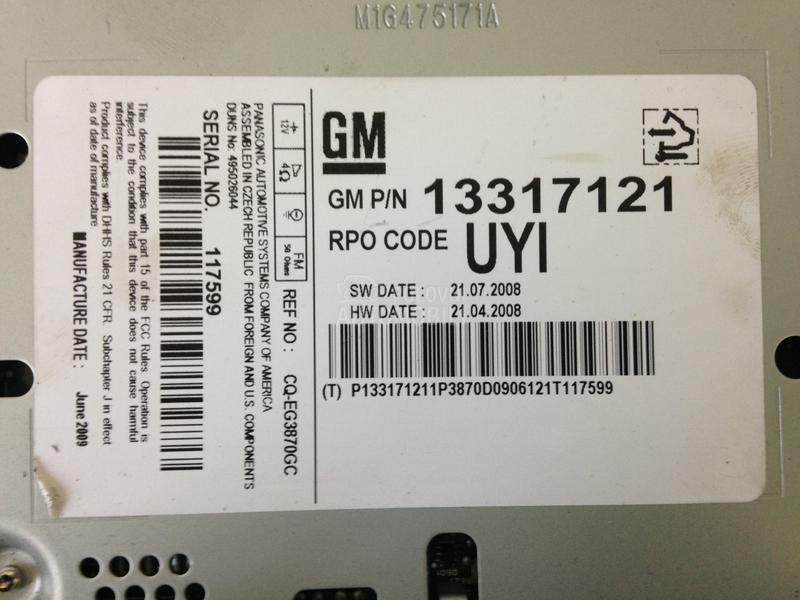 M1G475171A
GM
GM P/N 13317121
RPO CODE UYI
SW DATE : 21.07.2008
HW DATE : 21.04.2008
(T) P133171211P3870D0906121T117599
12V
4Ω
FM
50 Ohms
REF NO : CQ-EG3870GC
PANASONIC AUTOMOTIVE SYSTEMS COMPANY OF AMERICA
ASSEMBLED IN CZECH REPUBLIC FROM FOREIGN AND U.S. COMPONENTS
DUNS No: 495026044
SERIAL NO. 117599
This device complies with part 15 of the FCC Rules. Operation is
subject to the condition that this device does not cause harmful
interference
Product complies with DHHS Rules 21 CFR. Subchapter J in effect
as of date of manufacture
MANUFACTURE DATE : June 2009